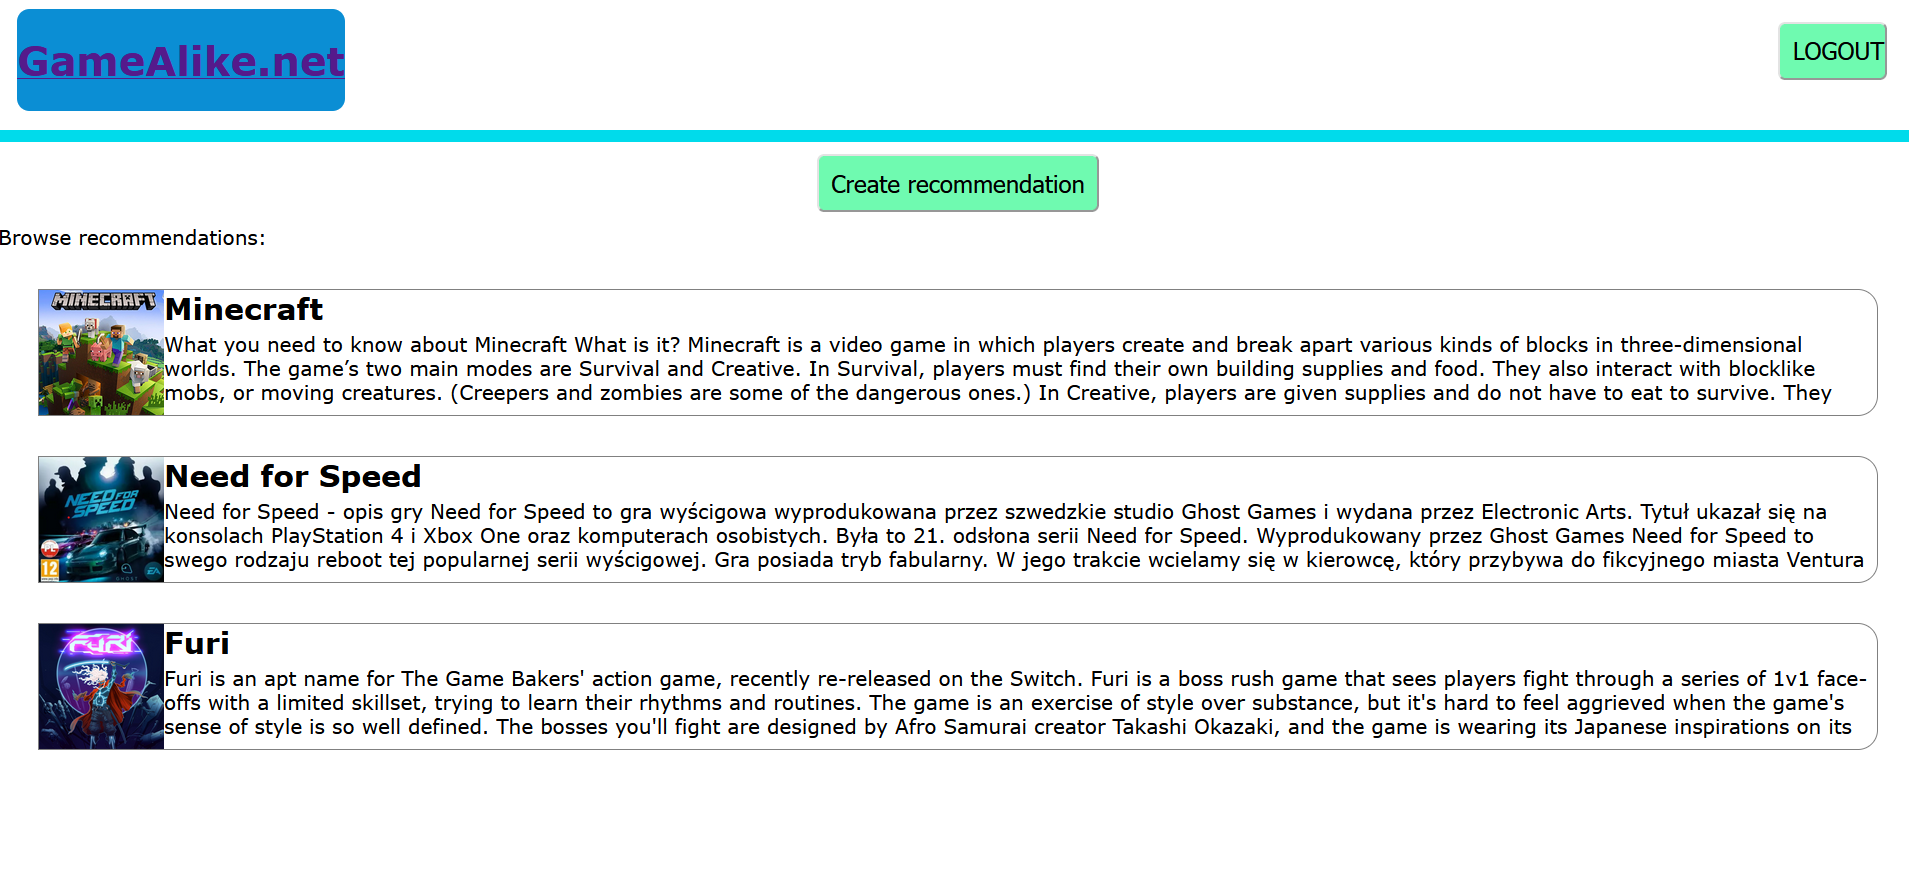 GameAlike.net
LOGOUT
Create recommendation
Browse recommendations:
MINECRAFT
Minecraft
What you need to know about Minecraft What is it? Minecraft is a video game in which players create and break apart various kinds of blocks in three-dimensional
worlds. The game’s two main modes are Survival and Creative. In Survival, players must find their own building supplies and food. They also interact with blocklike
mobs, or moving creatures. (Creepers and zombies are some of the dangerous ones.) In Creative, players are given supplies and do not have to eat to survive. They
NEED FOR
SPEED
12
GHOST
EA
Need for Speed
Need for Speed - opis gry Need for Speed to gra wyścigowa wyprodukowana przez szwedzkie studio Ghost Games i wydana przez Electronic Arts. Tytuł ukazał się na
konsolach PlayStation 4 i Xbox One oraz komputerach osobistych. Była to 21. odsłona serii Need for Speed. Wyprodukowany przez Ghost Games Need for Speed to
swego rodzaju reboot tej popularnej serii wyścigowej. Gra posiada tryb fabularny. W jego trakcie wcielamy się w kierowcę, który przybywa do fikcyjnego miasta Ventura
FURI
Furi
Furi is an apt name for The Game Bakers' action game, recently re-released on the Switch. Furi is a boss rush game that sees players fight through a series of 1v1 face-
offs with a limited skillset, trying to learn their rhythms and routines. The game is an exercise of style over substance, but it's hard to feel aggrieved when the game's
sense of style is so well defined. The bosses you'll fight are designed by Afro Samurai creator Takashi Okazaki, and the game is wearing its Japanese inspirations on its